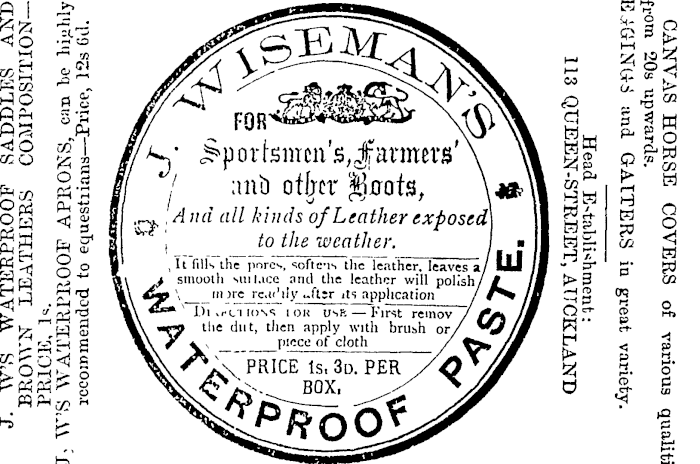 J. W'S WATERPROOF SADDLES AND
BROWN LEATHERS COMPOSITION—
PRICE, 1s.
J. W'S WATERPROOF APRONS, can be highly
recommended to equestrians—Price, 12s 6d.
J. WISEMAN'S
FOR
Sportsmen's, Farmers'
and other Boots,
And all kinds of Leather exposed
to the weather.
It fills the pores, softens the leather, leaves a
smooth surface and the leather will polish
more readily after its application
DIRECTIONS FOR USE — First remov
the dirt, then apply with brush or
piece of cloth
PRICE 1s. 3D. PER
BOX,
WATERPROOF PASTE.
CANVAS HORSE COVERS of various qualiti
from 20s upwards.
EGGINGS and GAITERS in great variety.
Head E-tablishment:
113 QUEEN-STREET, AUCKLAND